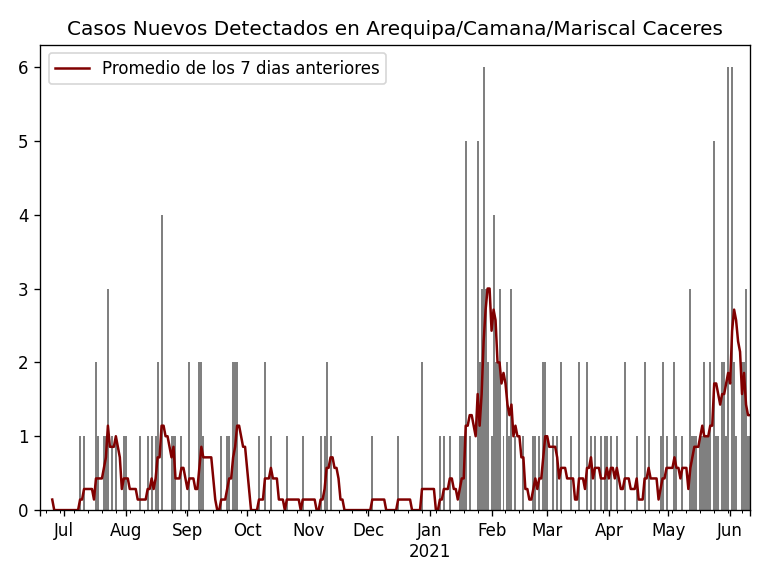 Casos Nuevos Detectados en Arequipa/Camana/Mariscal Caceres
Promedio de los 7 dias anteriores
6
5
4
3
2
1
0
Jul Aug Sep Oct Nov Dec Jan Feb Mar Apr May Jun
2021